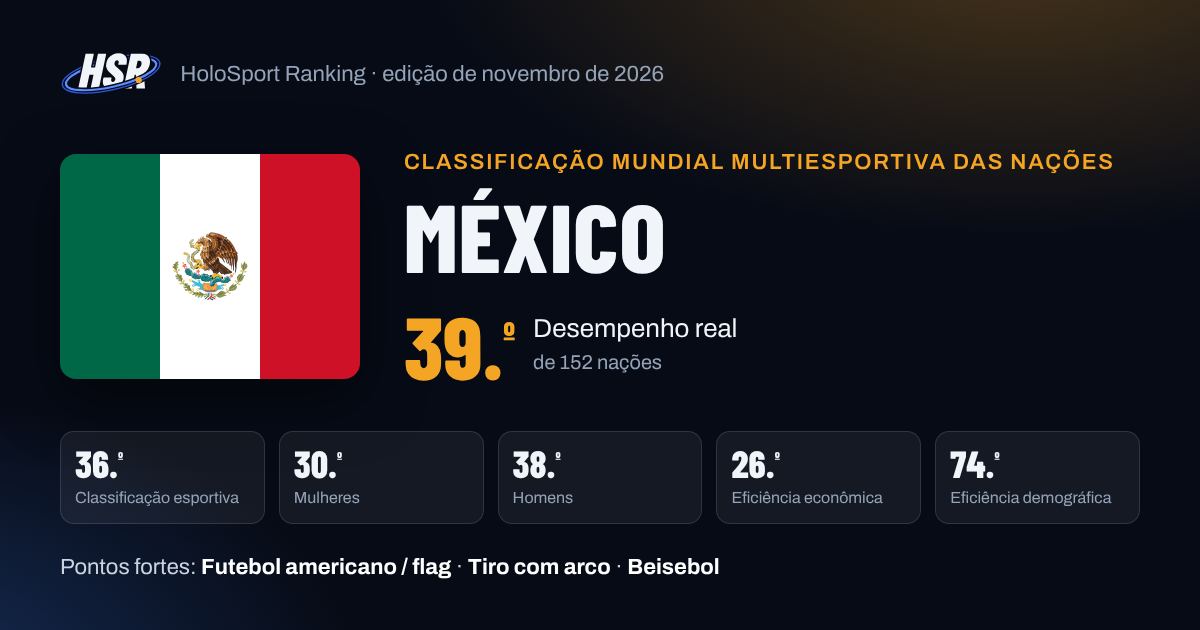 HSR HoloSport Ranking · edição de novembro de 2026
CLASSIFICAÇÃO MUNDIAL MULTIESPORTIVA DAS NAÇÕES
MÉXICO
39.º Desempenho real
de 152 nações
36.º
Classificação esportiva
30.º
Mulheres
38.º
Homens
26.º
Eficiência econômica
74.º
Eficiência demográfica
Pontos fortes: Futebol americano / flag · Tiro com arco · Beisebol